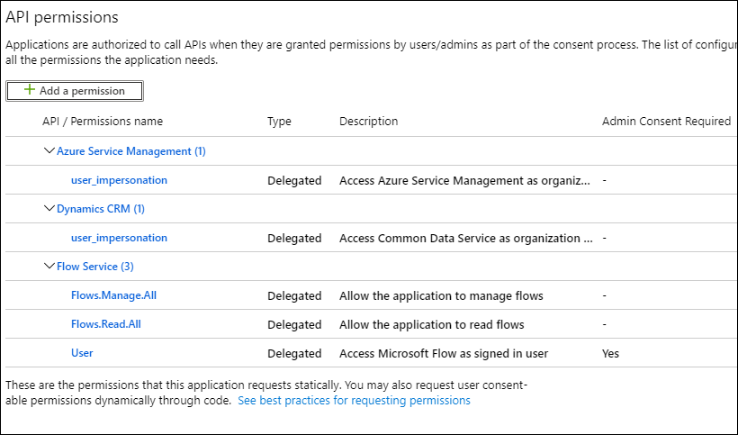 API permissions
Applications are authorized to call APIs when they are granted permissions by users/admins as part of the consent process. The list of configur
all the permissions the application needs.
+ Add a permission
API / Permissions name Type Description Admin Consent Required
Azure Service Management (1)
user_impersonation Delegated Access Azure Service Management as organiz... -
Dynamics CRM (1)
user_impersonation Delegated Access Common Data Service as organization ... -
Flow Service (3)
Flows.Manage.All Delegated Allow the application to manage flows -
Flows.Read.All Delegated Allow the application to read flows -
User Delegated Access Microsoft Flow as signed in user Yes
These are the permissions that this application requests statically. You may also request user consent-
able permissions dynamically through code. See best practices for requesting permissions